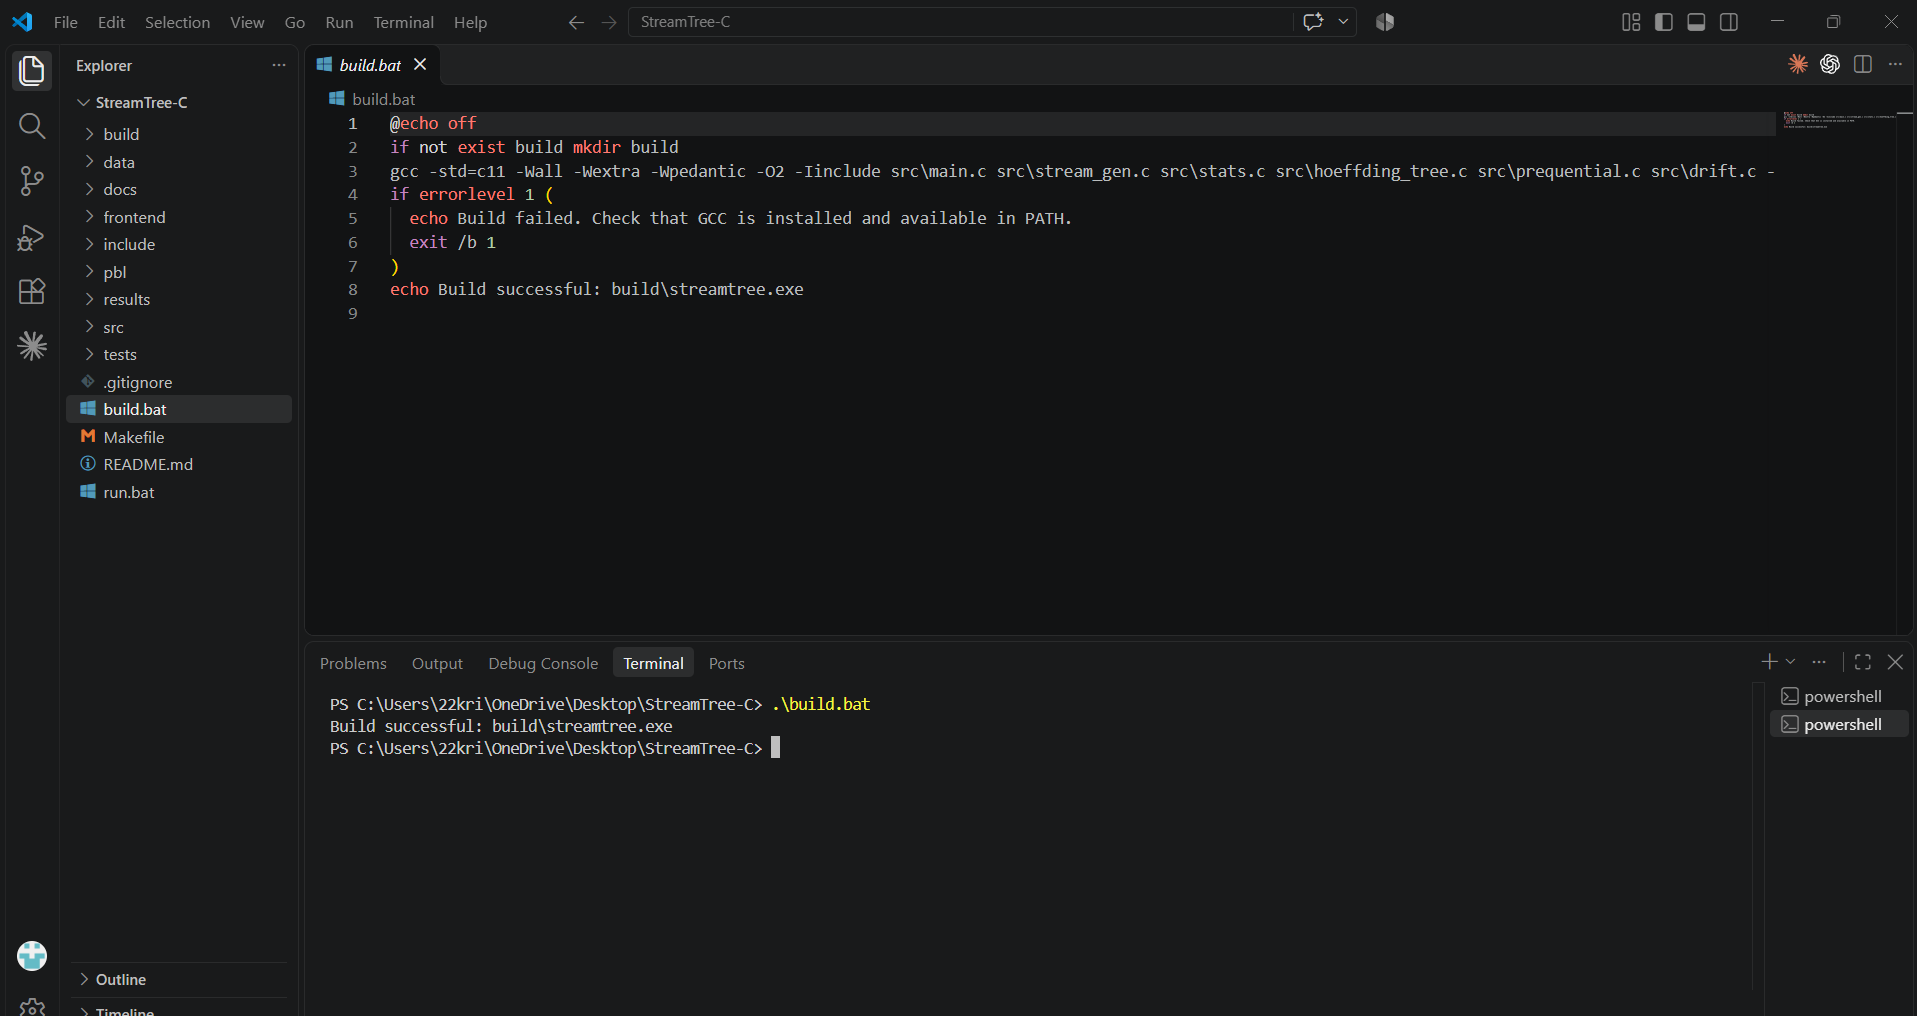 File Edit Selection View Go Run Terminal Help
StreamTree-C
Explorer
StreamTree-C
build
data
docs
frontend
include
pbl
results
src
tests
.gitignore
build.bat
Makefile
README.md
run.bat
Outline
Timeline
build.bat
build.bat
1 @echo off
2 if not exist build mkdir build
3 gcc -std=c11 -Wall -Wextra -Wpedantic -O2 -Iinclude src\main.c src\stream_gen.c src\stats.c src\hoeffding_tree.c src\prequential.c src\drift.c -
4 if errorlevel 1 (
5 echo Build failed. Check that GCC is installed and available in PATH.
6 exit /b 1
7 )
8 echo Build successful: build\streamtree.exe
9
Problems Output Debug Console Terminal Ports
PS C:\Users\22kri\OneDrive\Desktop\StreamTree-C> .\build.bat
Build successful: build\streamtree.exe
PS C:\Users\22kri\OneDrive\Desktop\StreamTree-C>
powershell
powershell